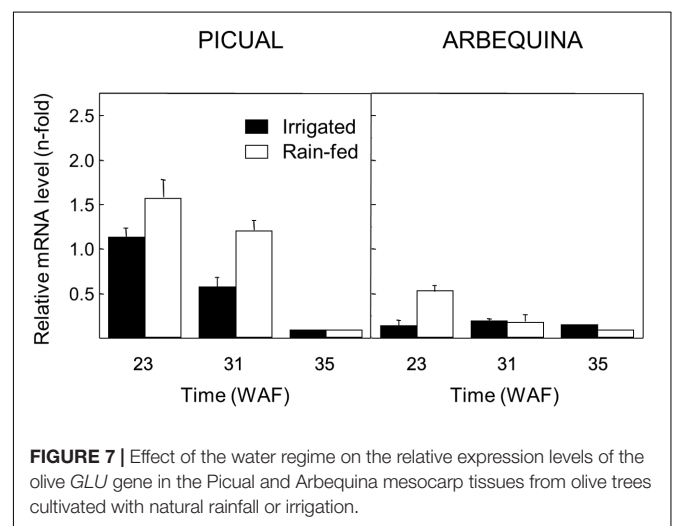 PICUAL ARBEQUINA
Relative mRNA level (n-fold)
2.5
2.0
1.5
1.0
0.5
Irrigated
Rain-fed
23 31 35 23 31 35
Time (WAF) Time (WAF)
FIGURE 7 | Effect of the water regime on the relative expression levels of the
olive GLU gene in the Picual and Arbequina mesocarp tissues from olive trees
cultivated with natural rainfall or irrigation.